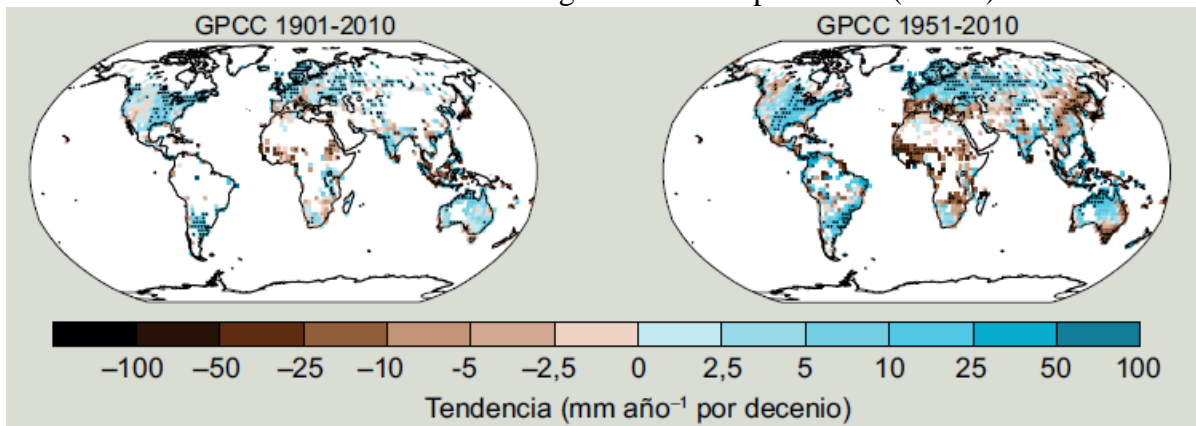 GPCC 1901-2010
GPCC 1951-2010
–100 –50 –25 –10 -5 –2,5 0 2,5 5 10 25 50 100
Tendencia (mm año⁻¹ por decenio)